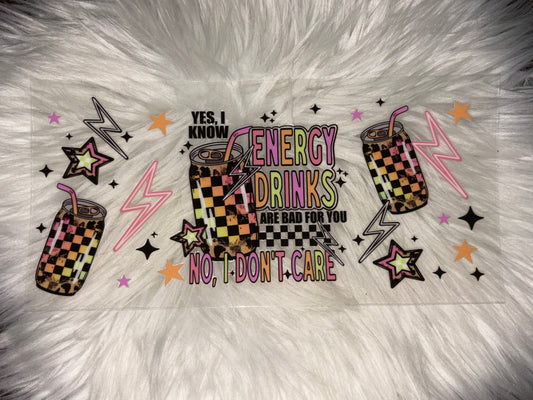 YES, I
KNOW
ENERGY
DRINKS
ARE BAD FOR YOU
NO, I DON'T CARE